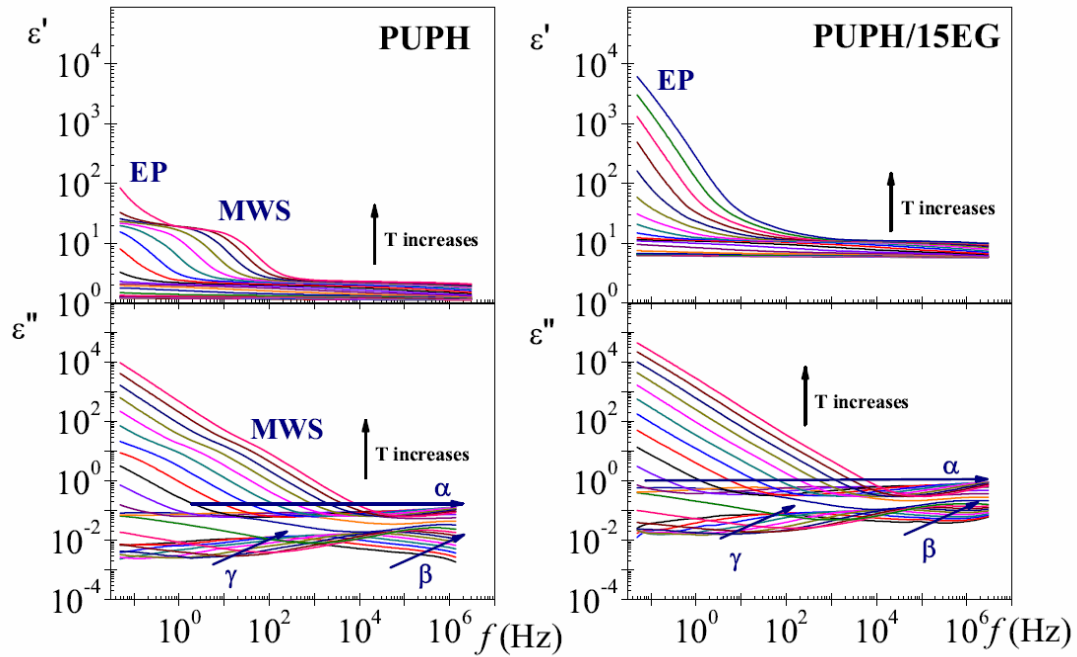 ε' PUPH
10⁴
10³
EP
10²
MWS
T increases
10¹
10⁰
ε''
10⁴
10²
MWS
T increases
10⁰
α
10⁻²
γ
β
10⁻⁴
10⁰ 10² 10⁴ 10⁶ f (Hz)
ε' PUPH/15EG
10⁴
EP
10³
10²
T increases
10¹
10⁰
ε''
10⁴
10²
T increases
10⁰
α
10⁻²
γ
β
10⁻⁴
10⁰ 10² 10⁴ 10⁶ f (Hz)